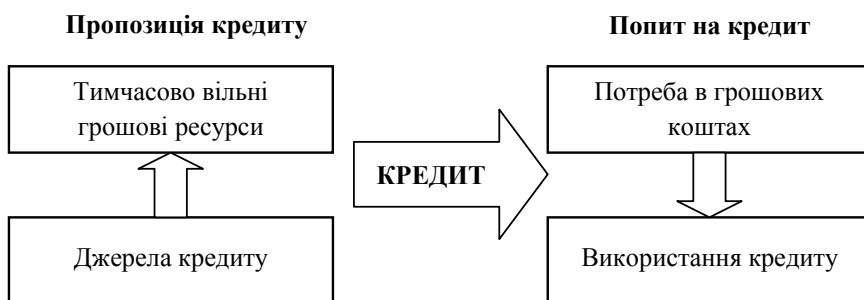 Пропозиція кредиту
Попит на кредит
Тимчасово вільні
грошові ресурси
Потреба в грошових
коштах
КРЕДИТ
Джерела кредиту
Використання кредиту